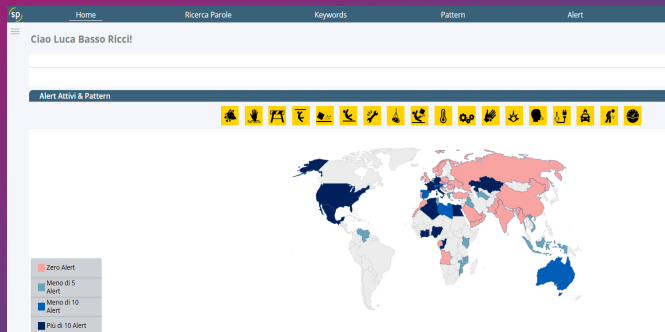 sp
Home Ricerca Parole Keywords Pattern Alert
Ciao Luca Basso Ricci!
Alert Attivi & Pattern
Zero Alert
Meno di 5
Alert
Meno di 10
Alert
Più di 10 Alert